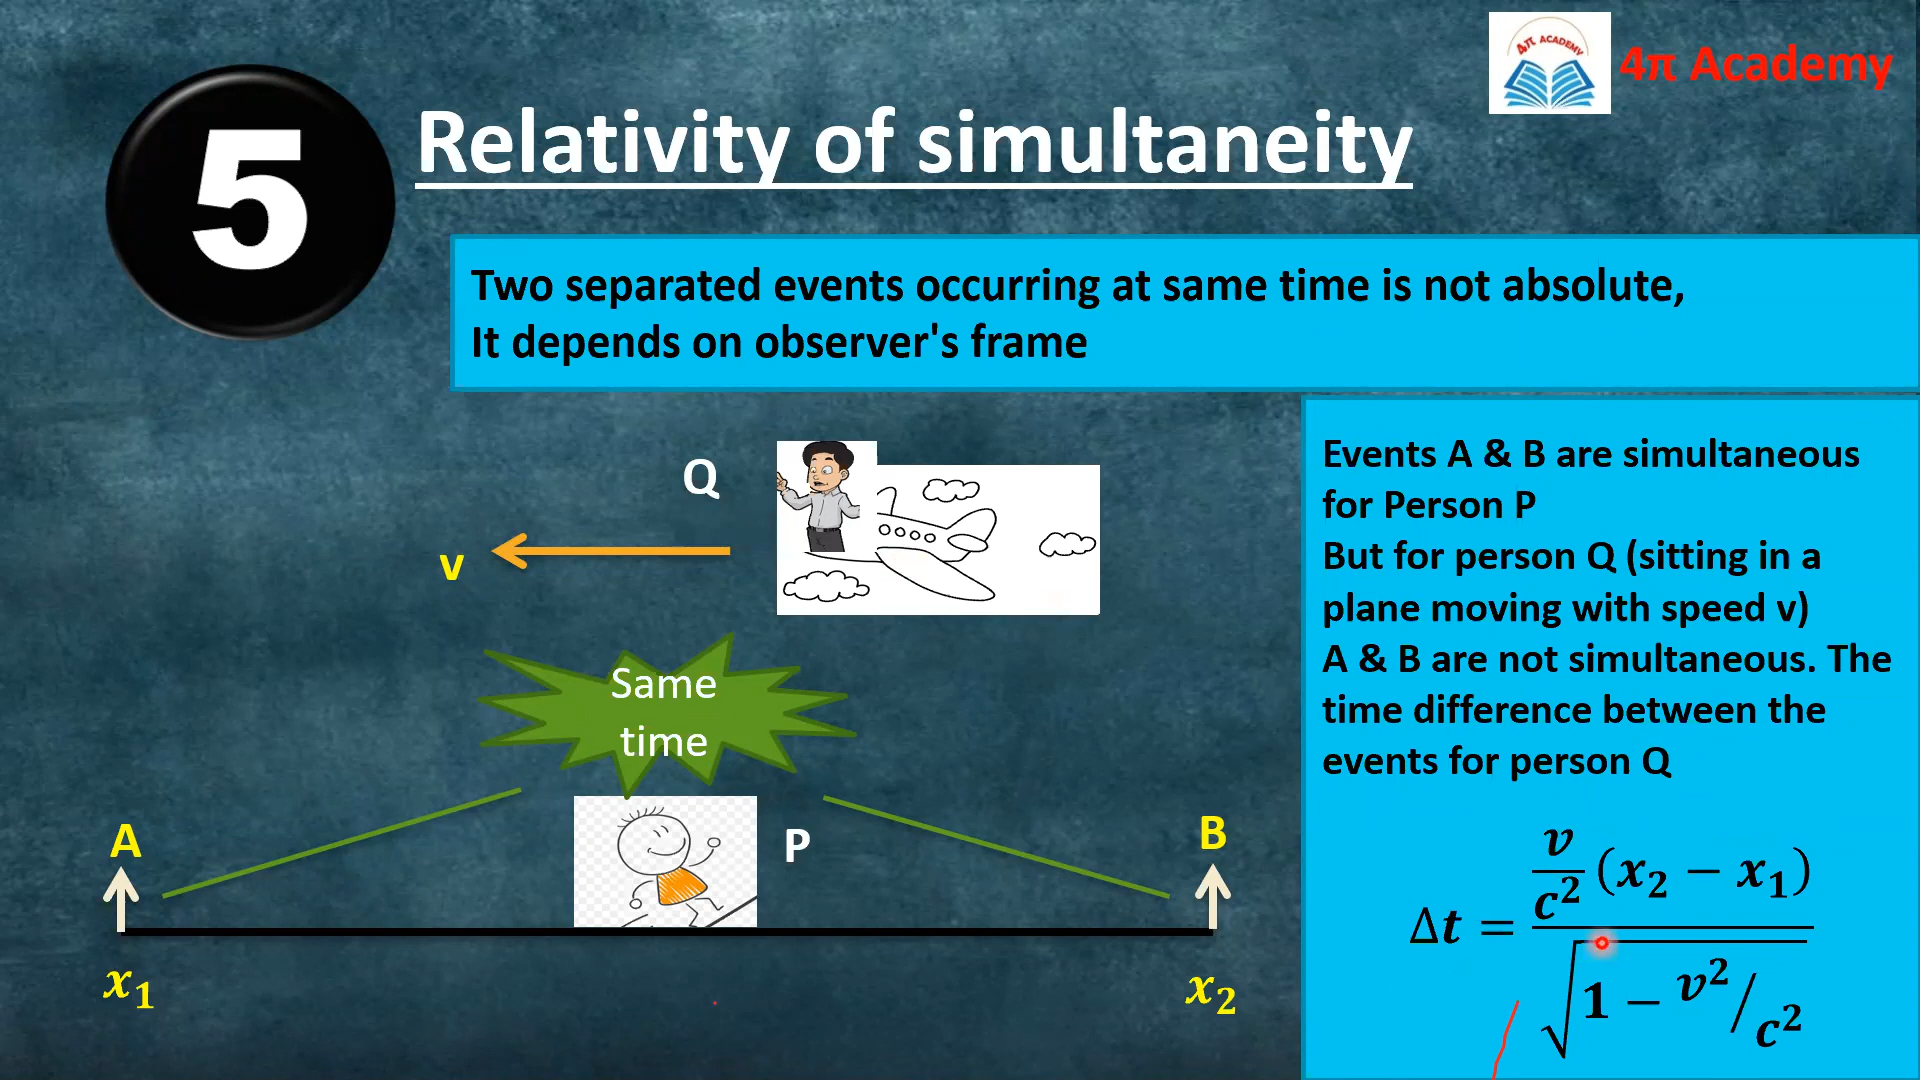 4π ACADEMY
4π Academy
5
Relativity of simultaneity
Two separated events occurring at same time is not absolute,
It depends on observer's frame
Q
v
Same
time
A
P
B
x₁
x₂
Events A & B are simultaneous
for Person P
But for person Q (sitting in a
plane moving with speed v)
A & B are not simultaneous. The
time difference between the
events for person Q
Δt = v/c² (x₂ − x₁) / √(1 − v²/c²)